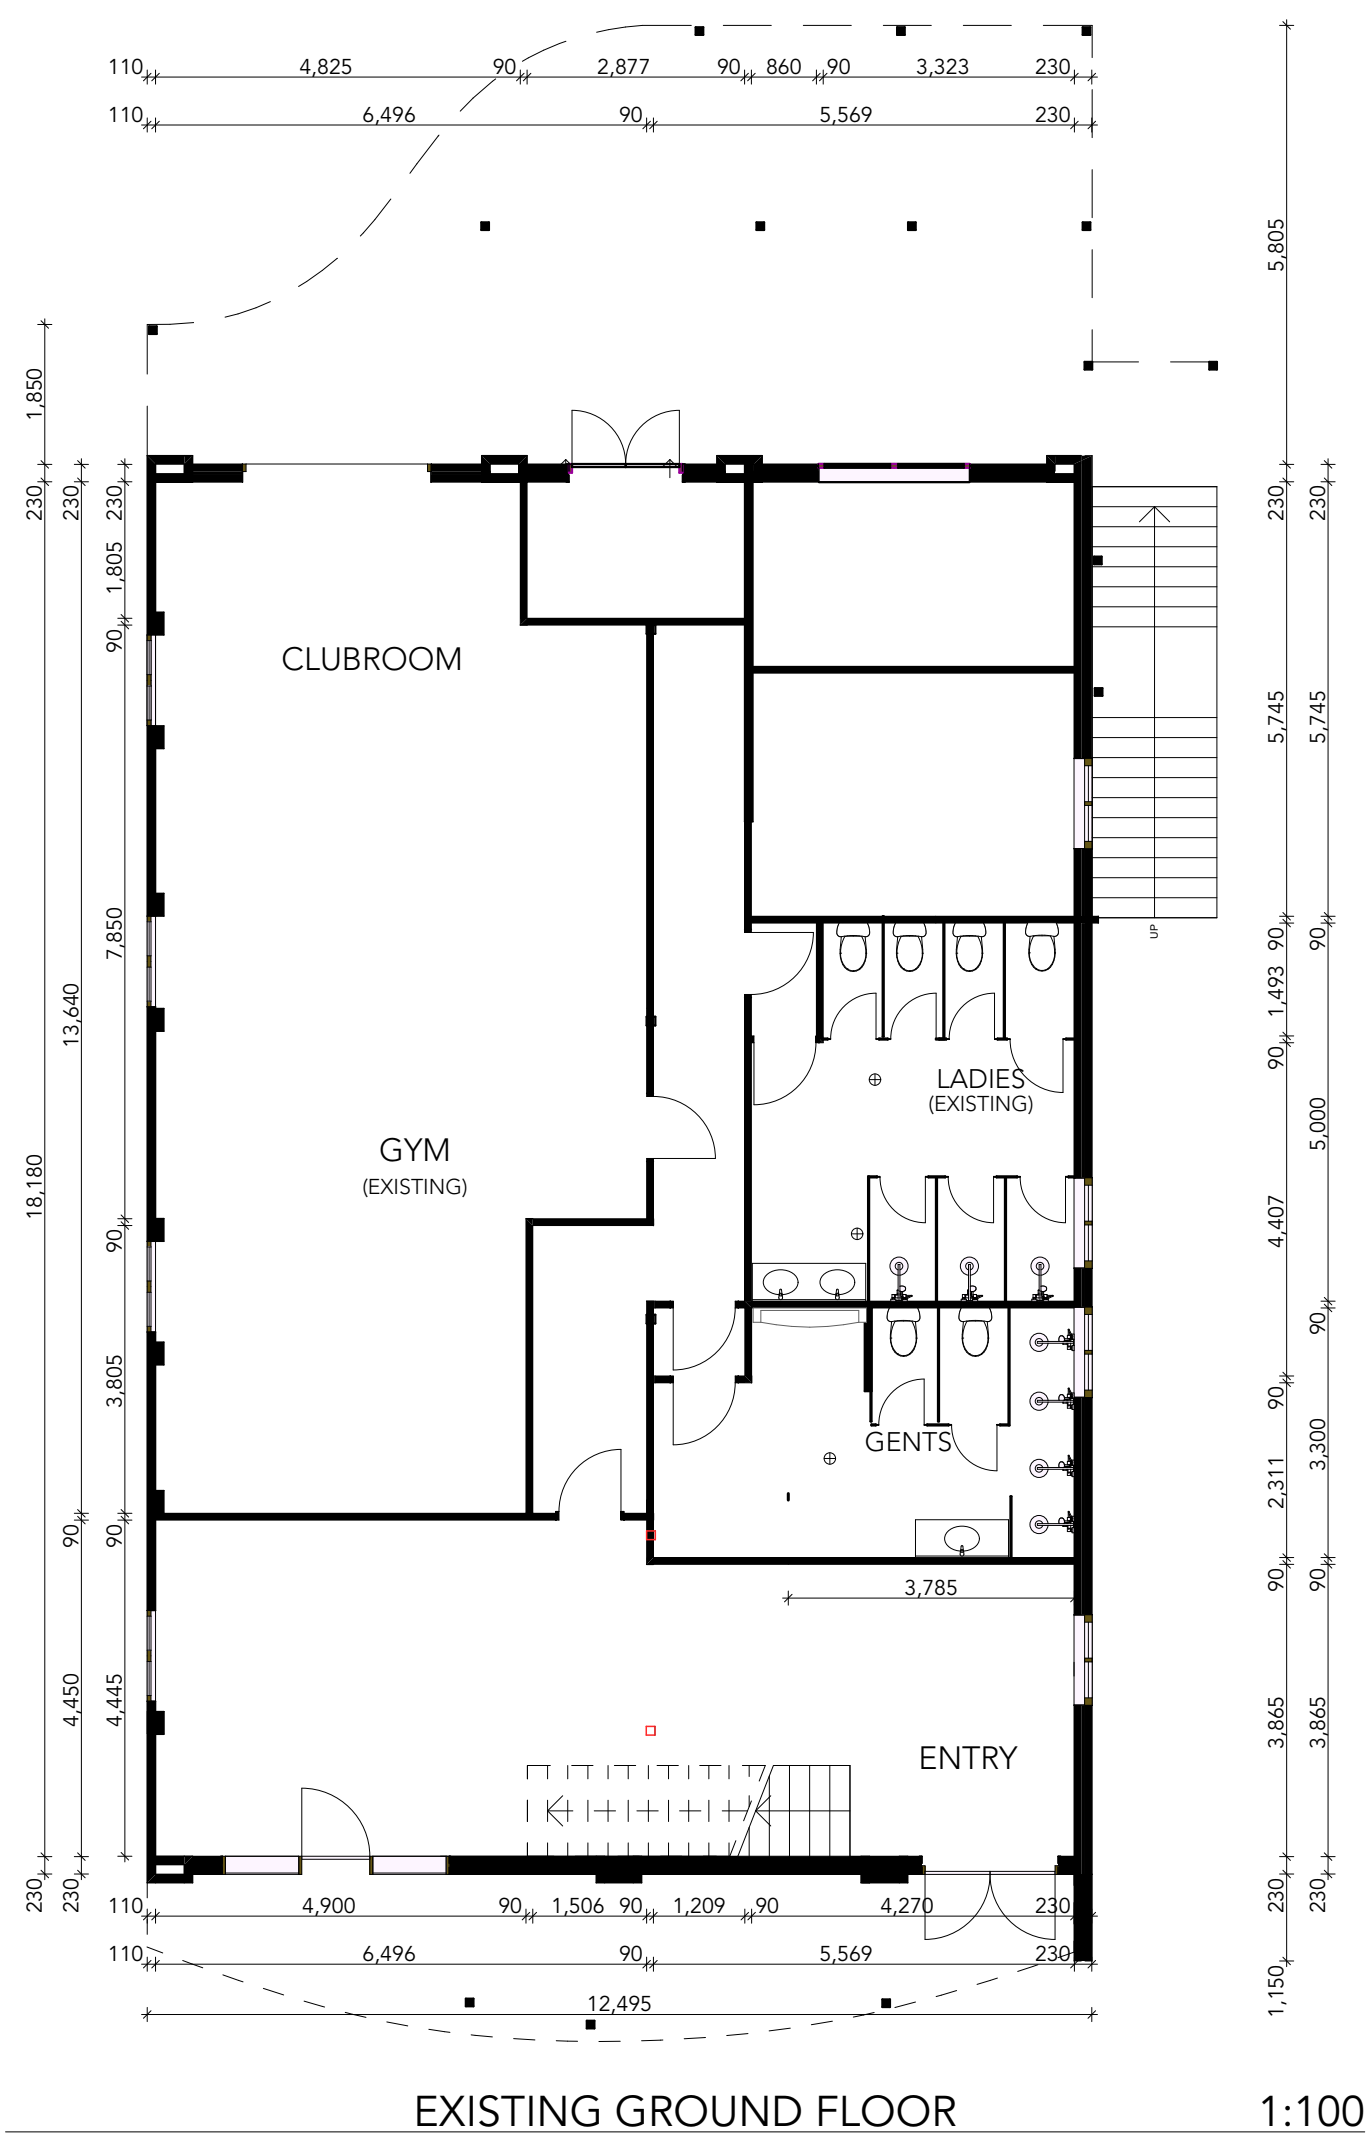 110 4,825 90 2,877 90 860 90 3,323 230
110 6,496 90 5,569 230
5,805
1,850
230 230 230 230 230
1,805
90
CLUBROOM
5,745 5,745
7,850
13,640
UP
90 90
1,493
90
LADIES
(EXISTING)
5,000
GYM
(EXISTING)
18,180
4,407
90
90
3,805
90
GENTS
3,300
2,311
90 90
90 90
3,785
4,450 4,445
3,865 3,865
ENTRY
230 230 230 230
110 4,900 90 1,506 90 1,209 90 4,270 230
110 6,496 90 5,569 230
1,150
12,495
EXISTING GROUND FLOOR 1:100